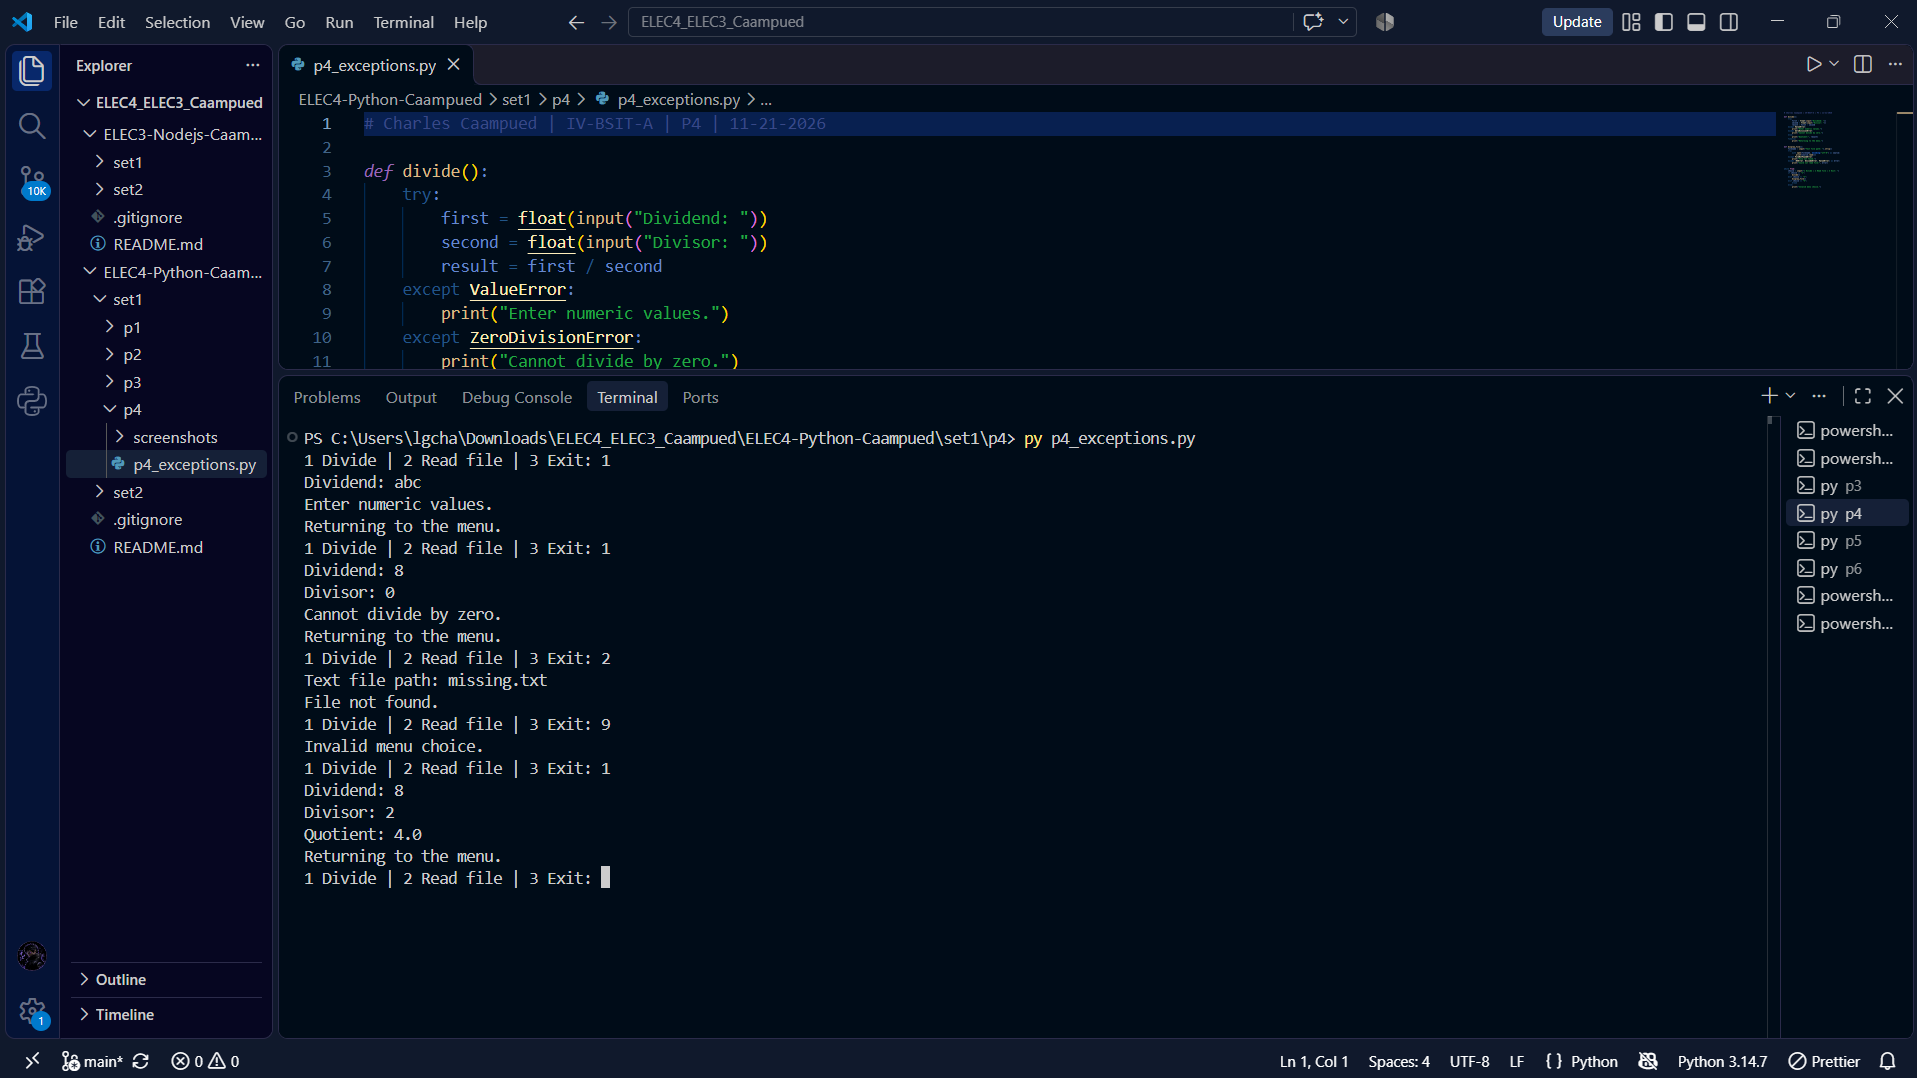 File Edit Selection View Go Run Terminal Help
ELEC4_ELEC3_Caampued
Update
Explorer
ELEC4_ELEC3_Caampued
ELEC3-Nodejs-Caam...
set1
set2
.gitignore
README.md
ELEC4-Python-Caam...
set1
p1
p2
p3
p4
screenshots
p4_exceptions.py
set2
.gitignore
README.md
Outline
Timeline
10K
1
p4_exceptions.py
ELEC4-Python-Caampued > set1 > p4 > p4_exceptions.py > ...
1 # Charles Caampued | IV-BSIT-A | P4 | 11-21-2026
2
3 def divide():
4 try:
5 first = float(input("Dividend: "))
6 second = float(input("Divisor: "))
7 result = first / second
8 except ValueError:
9 print("Enter numeric values.")
10 except ZeroDivisionError:
11 print("Cannot divide by zero.")
Problems Output Debug Console Terminal Ports
PS C:\Users\lgcha\Downloads\ELEC4_ELEC3_Caampued\ELEC4-Python-Caampued\set1\p4> py p4_exceptions.py
1 Divide | 2 Read file | 3 Exit: 1
Dividend: abc
Enter numeric values.
Returning to the menu.
1 Divide | 2 Read file | 3 Exit: 1
Dividend: 8
Divisor: 0
Cannot divide by zero.
Returning to the menu.
1 Divide | 2 Read file | 3 Exit: 2
Text file path: missing.txt
File not found.
1 Divide | 2 Read file | 3 Exit: 9
Invalid menu choice.
1 Divide | 2 Read file | 3 Exit: 1
Dividend: 8
Divisor: 2
Quotient: 4.0
Returning to the menu.
1 Divide | 2 Read file | 3 Exit:
powersh...
powersh...
py p3
py p4
py p5
py p6
powersh...
powersh...
main* 0 0
Ln 1, Col 1 Spaces: 4 UTF-8 LF {} Python Python 3.14.7 Prettier